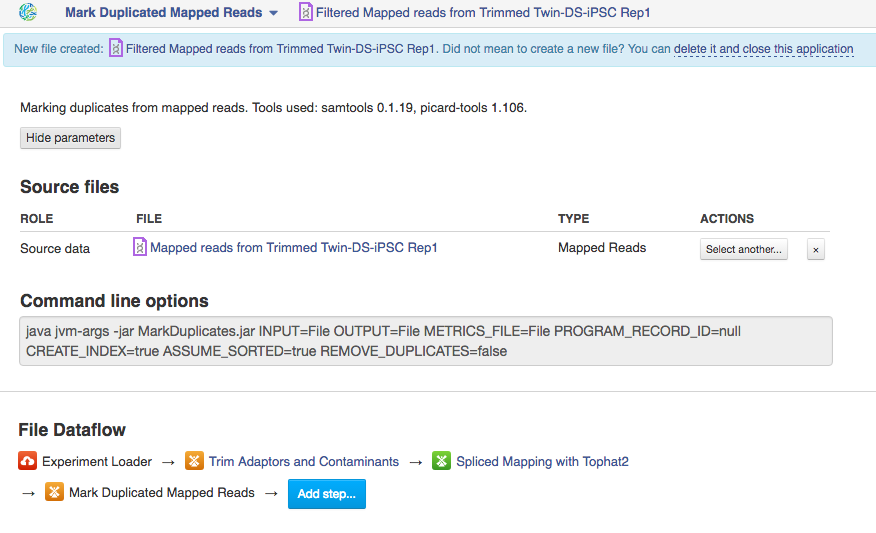 Mark Duplicated Mapped Reads Filtered Mapped reads from Trimmed Twin-DS-iPSC Rep1
New file created: Filtered Mapped reads from Trimmed Twin-DS-iPSC Rep1. Did not mean to create a new file? You can delete it and close this application
Marking duplicates from mapped reads. Tools used: samtools 0.1.19, picard-tools 1.106.
Hide parameters
Source files
ROLE FILE TYPE ACTIONS
Source data Mapped reads from Trimmed Twin-DS-iPSC Rep1 Mapped Reads Select another... ×
Command line options
java jvm-args -jar MarkDuplicates.jar INPUT=File OUTPUT=File METRICS_FILE=File PROGRAM_RECORD_ID=null
CREATE_INDEX=true ASSUME_SORTED=true REMOVE_DUPLICATES=false
File Dataflow
Experiment Loader → Trim Adaptors and Contaminants → Spliced Mapping with Tophat2
→ Mark Duplicated Mapped Reads → Add step...